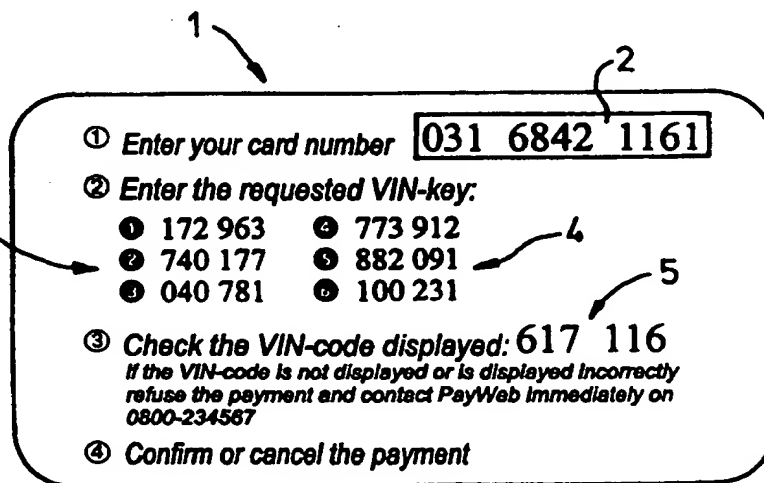 1
2
① Enter your card number 031 6842 1161
② Enter the requested VIN-key:
❶ 172 963 ❹ 773 912
❷ 740 177 ❺ 882 091
❸ 040 781 ❻ 100 231
4
5
③ Check the VIN-code displayed: 617 116
If the VIN-code is not displayed or is displayed incorrectly
refuse the payment and contact PayWeb immediately on
0800-234567
④ Confirm or cancel the payment